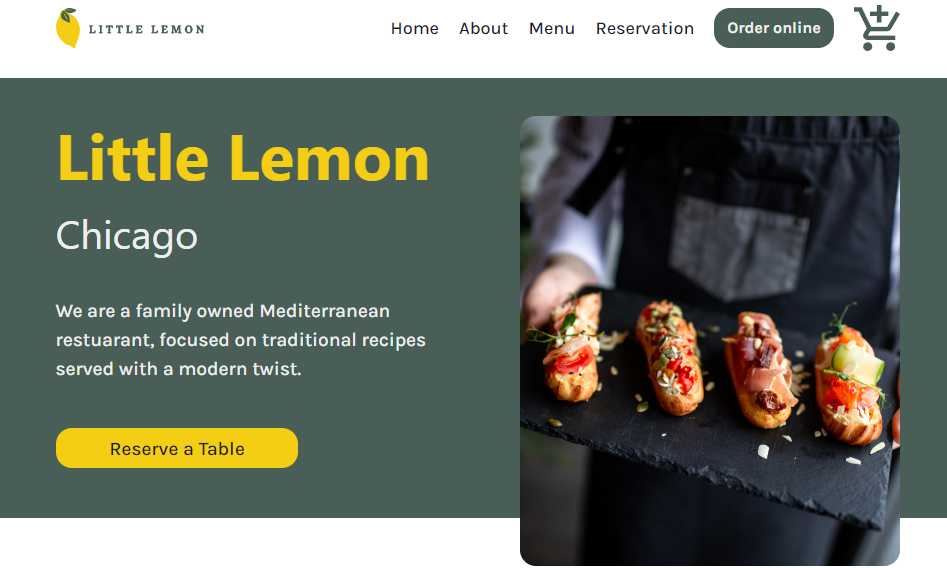 LITTLE LEMON
Home About Menu Reservation Order online
Little Lemon
Chicago
We are a family owned Mediterranean
restuarant, focused on traditional recipes
served with a modern twist.
Reserve a Table